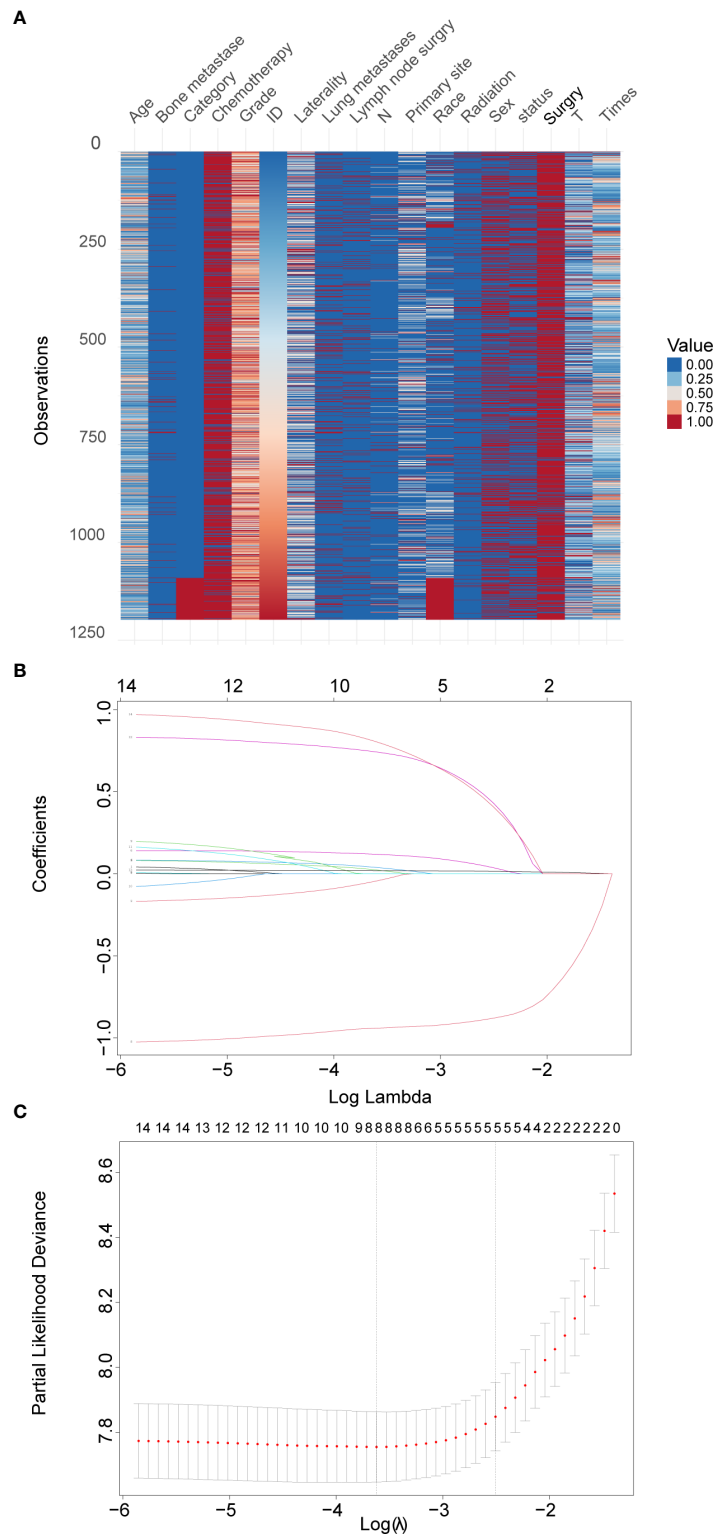 A
Age Bone metastase Category Chemotherapy Grade ID Laterality Lung metastases Lymph node surgry N Primary site Race Radiation Sex status Surgry T Times
0
250
500
750
1000
1250
Observations
Value
0.00
0.25
0.50
0.75
1.00
B
14 12 10 5 2
1.0
0.5
0.0
−0.5
−1.0
Coefficients
−6 −5 −4 −3 −2
Log Lambda
C
14 14 14 13 12 12 12 11 10 10 10 9 8 8 8 8 6 6 5 5 5 5 5 5 5 5 4 4 2 2 2 2 2 2 0
8.6
8.4
8.2
8.0
7.8
Partial Likelihood Deviance
−6 −5 −4 −3 −2
Log(λ)